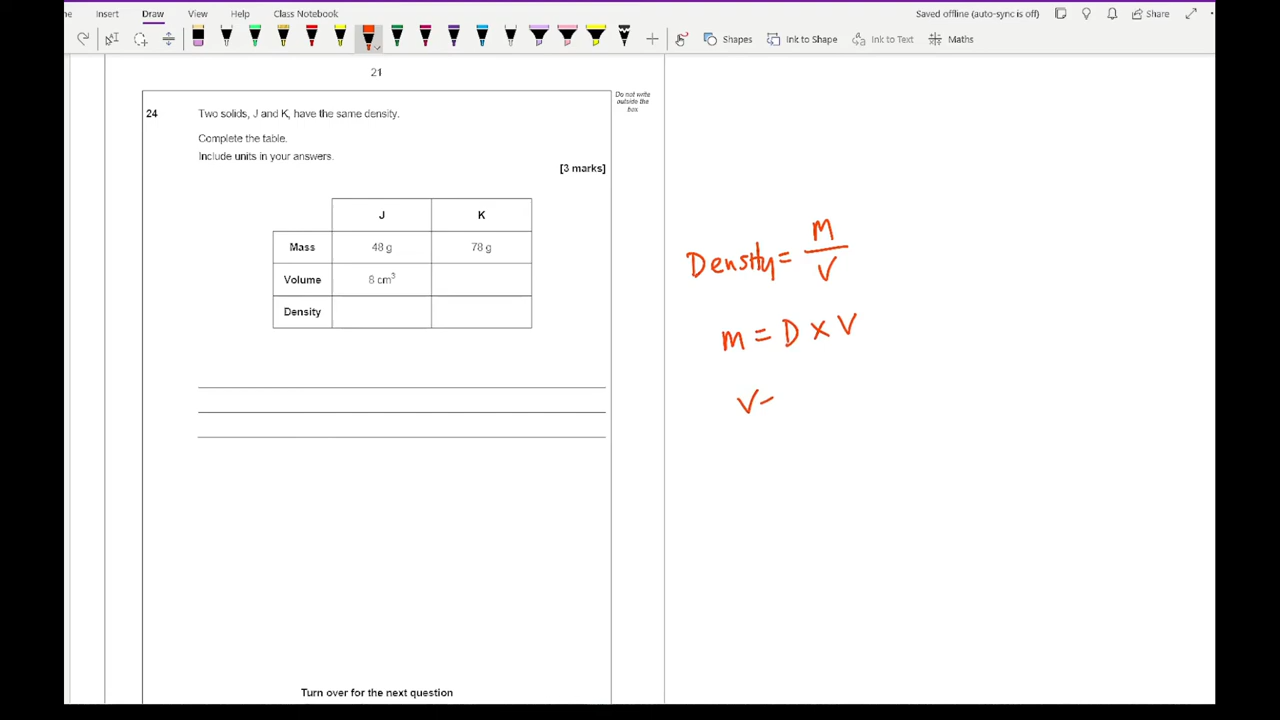 me Insert Draw View Help Class Notebook Saved offline (auto-sync is off) Share
Shapes Ink to Shape Ink to Text Maths
21
Do not write
outside the
box
24 Two solids, J and K, have the same density.
Complete the table.
Include units in your answers.
[3 marks]
J K
Mass 48 g 78 g
Volume 8 cm³
Density
Density = M / V
m = D × V
V-
Turn over for the next question